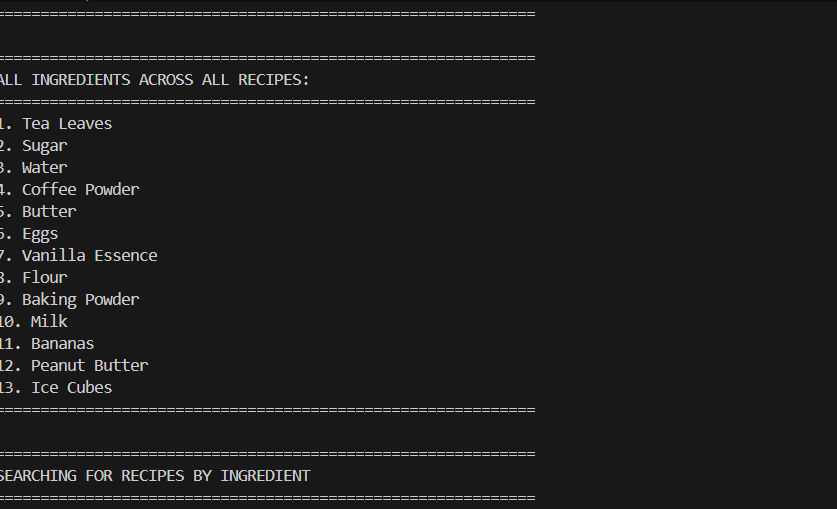 ============================================================
============================================================
ALL INGREDIENTS ACROSS ALL RECIPES:
============================================================
1. Tea Leaves
2. Sugar
3. Water
4. Coffee Powder
5. Butter
6. Eggs
7. Vanilla Essence
8. Flour
9. Baking Powder
10. Milk
11. Bananas
12. Peanut Butter
13. Ice Cubes
============================================================
============================================================
SEARCHING FOR RECIPES BY INGREDIENT
============================================================